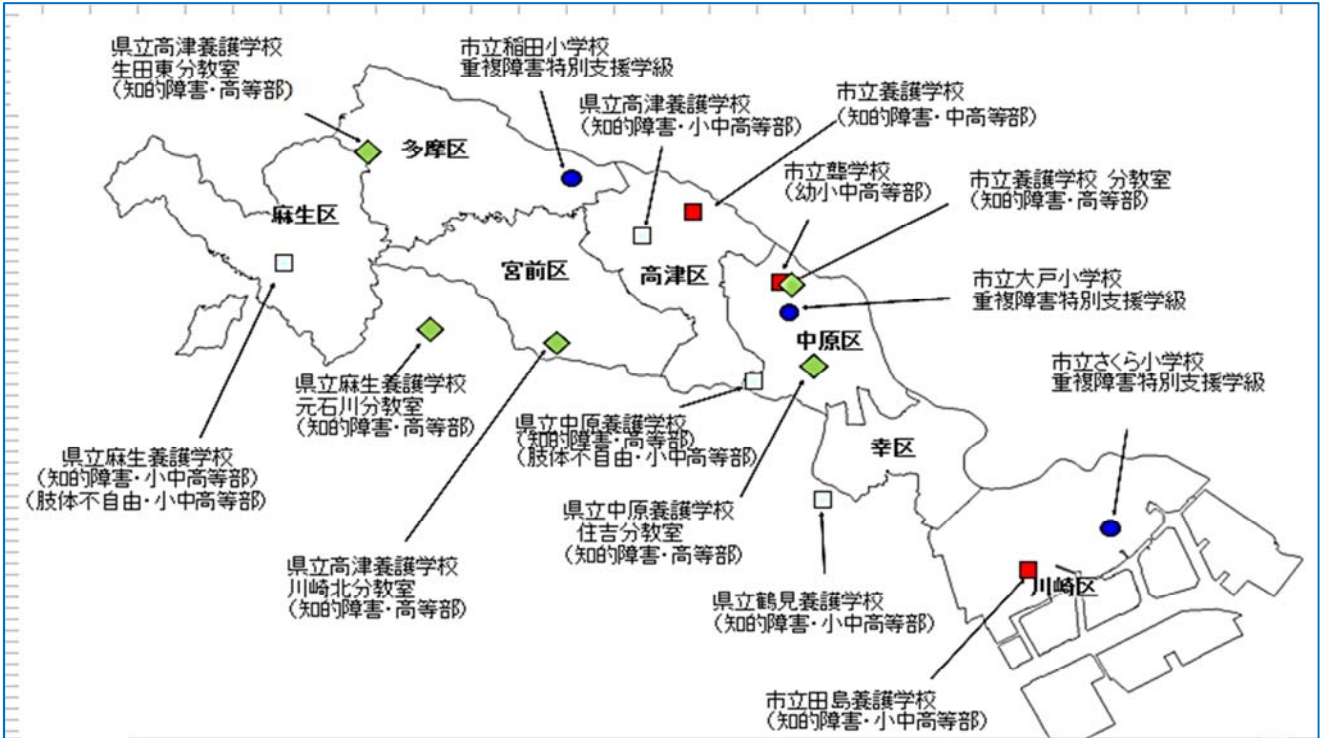 県立高津養護学校
生田東分教室
(知的障害・高等部)
市立稲田小学校
重複障害特別支援学級
県立高津養護学校
(知的障害・小中高等部)
市立養護学校
(知的障害・中高等部)
市立聾学校
(幼小中高等部)
市立養護学校 分教室
(知的障害・高等部)
多摩区
麻生区
宮前区
高津区
市立大戸小学校
重複障害特別支援学級
中原区
市立さくら小学校
重複障害特別支援学級
県立麻生養護学校
元石川分教室
(知的障害・高等部)
県立中原養護学校
(知的障害・高等部)
(肢体不自由・小中高等部)
幸区
県立麻生養護学校
(知的障害・小中高等部)
(肢体不自由・小中高等部)
県立中原養護学校
住吉分教室
(知的障害・高等部)
県立高津養護学校
川崎北分教室
(知的障害・高等部)
県立鶴見養護学校
(知的障害・小中高等部)
川崎区
市立田島養護学校
(知的障害・小中高等部)